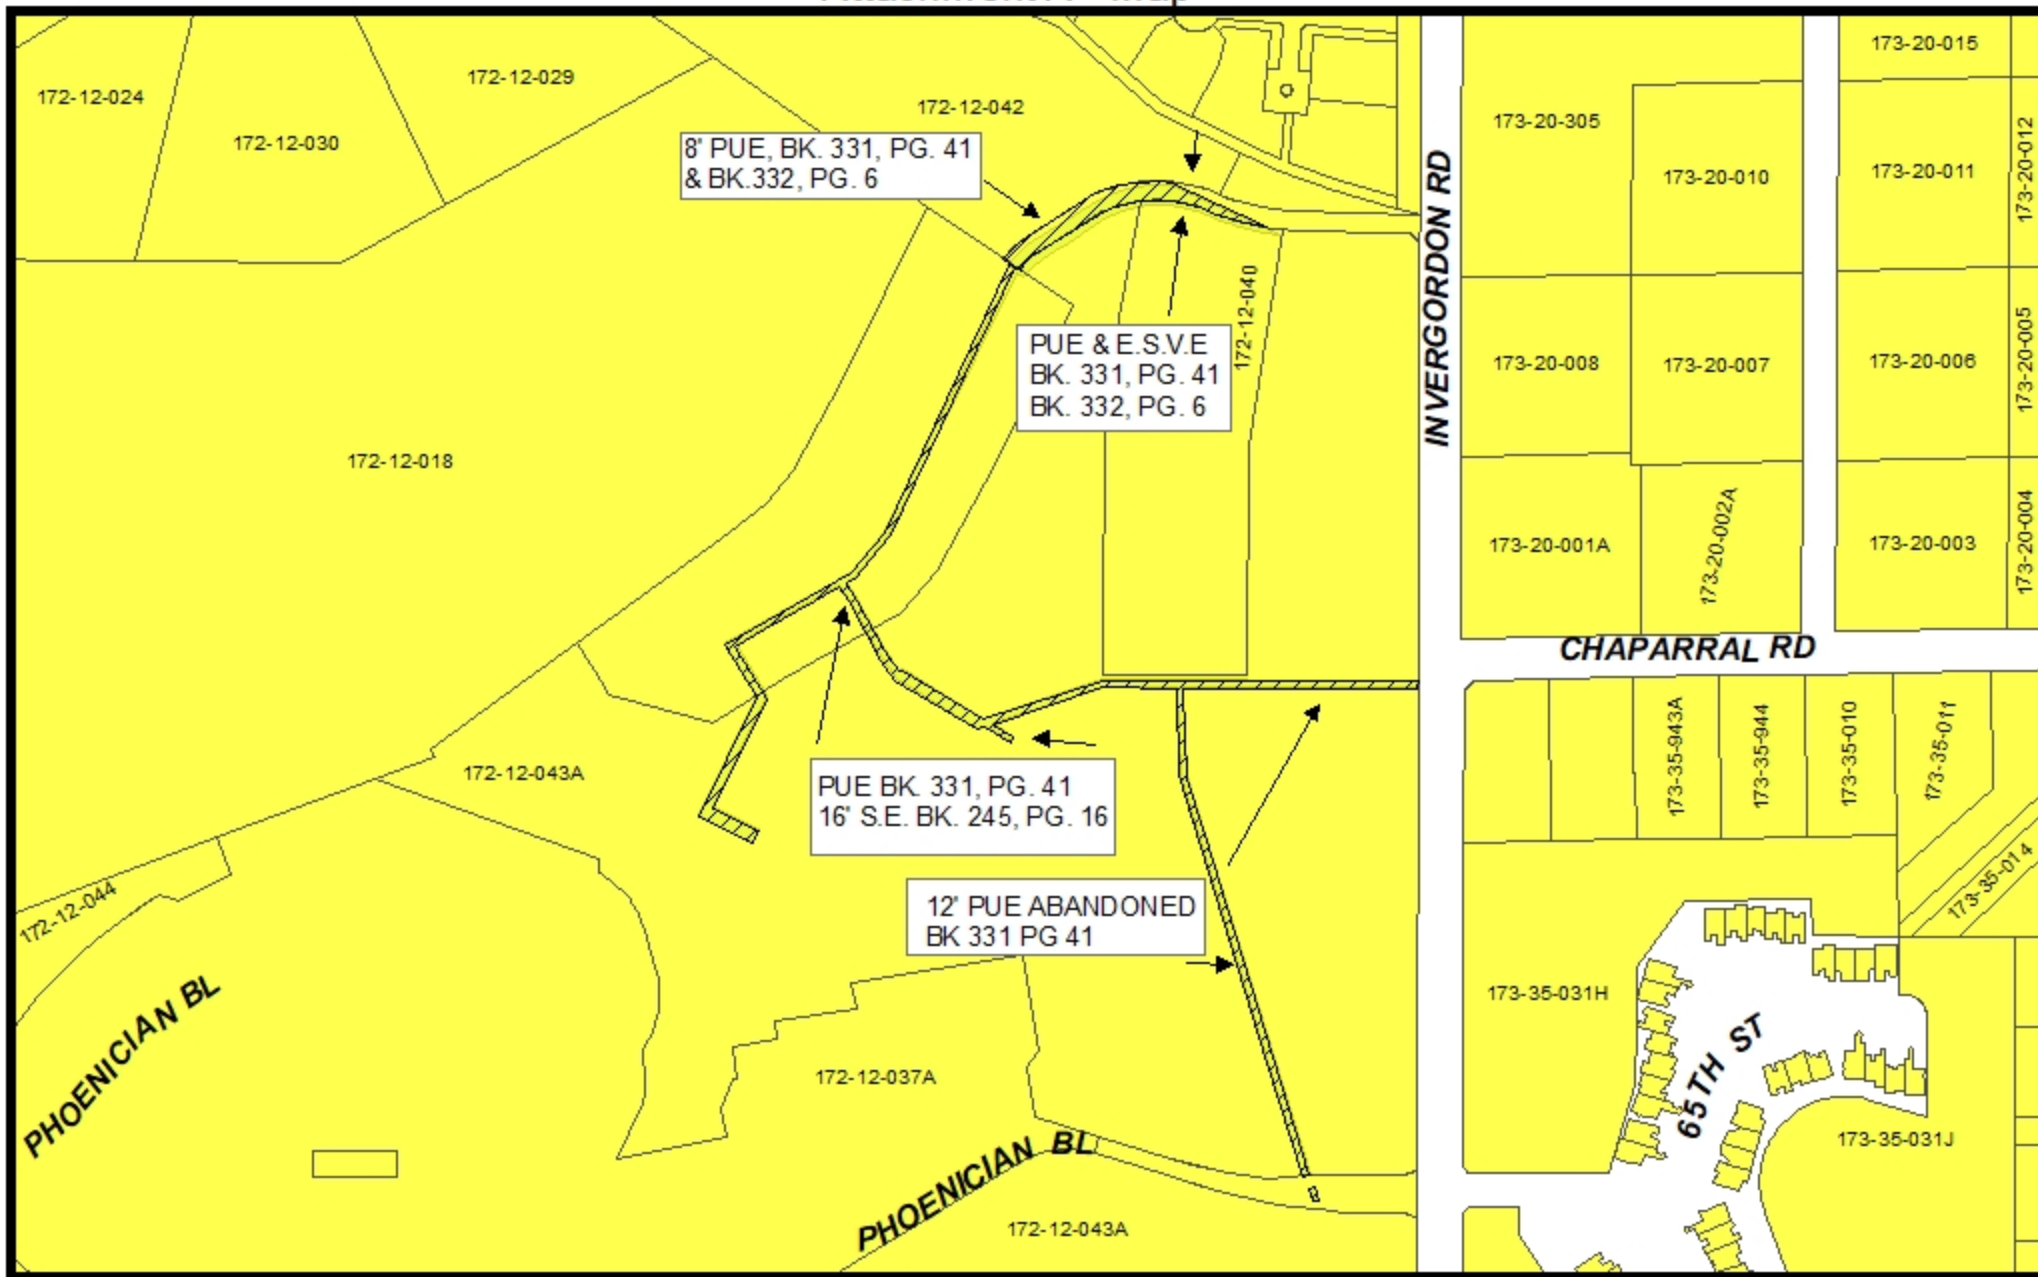 173-20-015
172-12-029
172-12-024
172-12-042
173-20-305
172-12-030
173-20-012
8' PUE, BK. 331, PG. 41
& BK.332, PG. 6
173-20-010
173-20-011
INVERGORDON RD
172-12-040
PUE & E.S.V.E
BK. 331, PG. 41
BK. 332, PG. 6
173-20-008
173-20-007
173-20-006
173-20-005
172-12-018
173-20-001A
173-20-002A
173-20-003
173-20-004
CHAPARRAL RD
172-12-043A
173-35-943A
173-35-944
173-35-010
173-35-011
PUE BK. 331, PG. 41
16' S.E. BK. 245, PG. 16
173-35-014
172-12-044
12' PUE ABANDONED
BK 331 PG 41
173-35-031H
PHOENICIAN BL
65TH ST
172-12-037A
173-35-031J
PHOENICIAN BL
172-12-043A